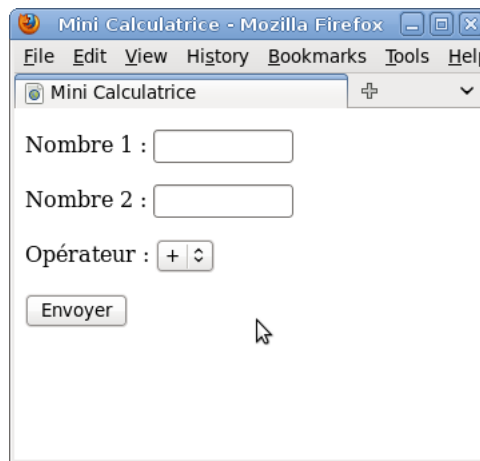 Mini Calculatrice - Mozilla Firefox
File Edit View History Bookmarks Tools Help
Mini Calculatrice
Nombre 1 :
Nombre 2 :
Opérateur : +
Envoyer